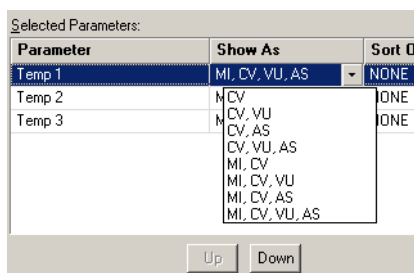 Selected Parameters:
Parameter Show As Sort O
Temp 1 MI, CV, VU, AS NONE
Temp 2 M IONE
Temp 3 M IONE
CV
CV, VU
CV, AS
CV, VU, AS
MI, CV
MI, CV, VU
MI, CV, AS
MI, CV, VU, AS
Up Down